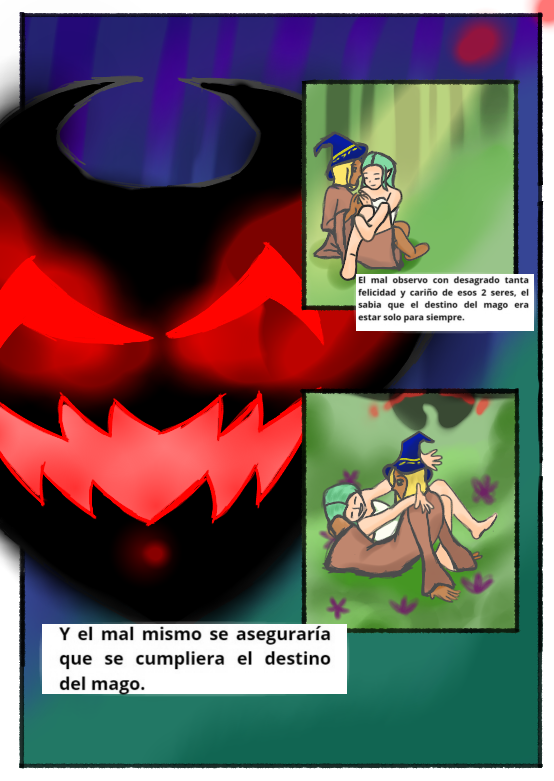 El mal observo con desagrado tanta
felicidad y cariño de esos 2 seres, el
sabia que el destino del mago era
estar solo para siempre.
Y el mal mismo se aseguraría
que se cumpliera el destino
del mago.